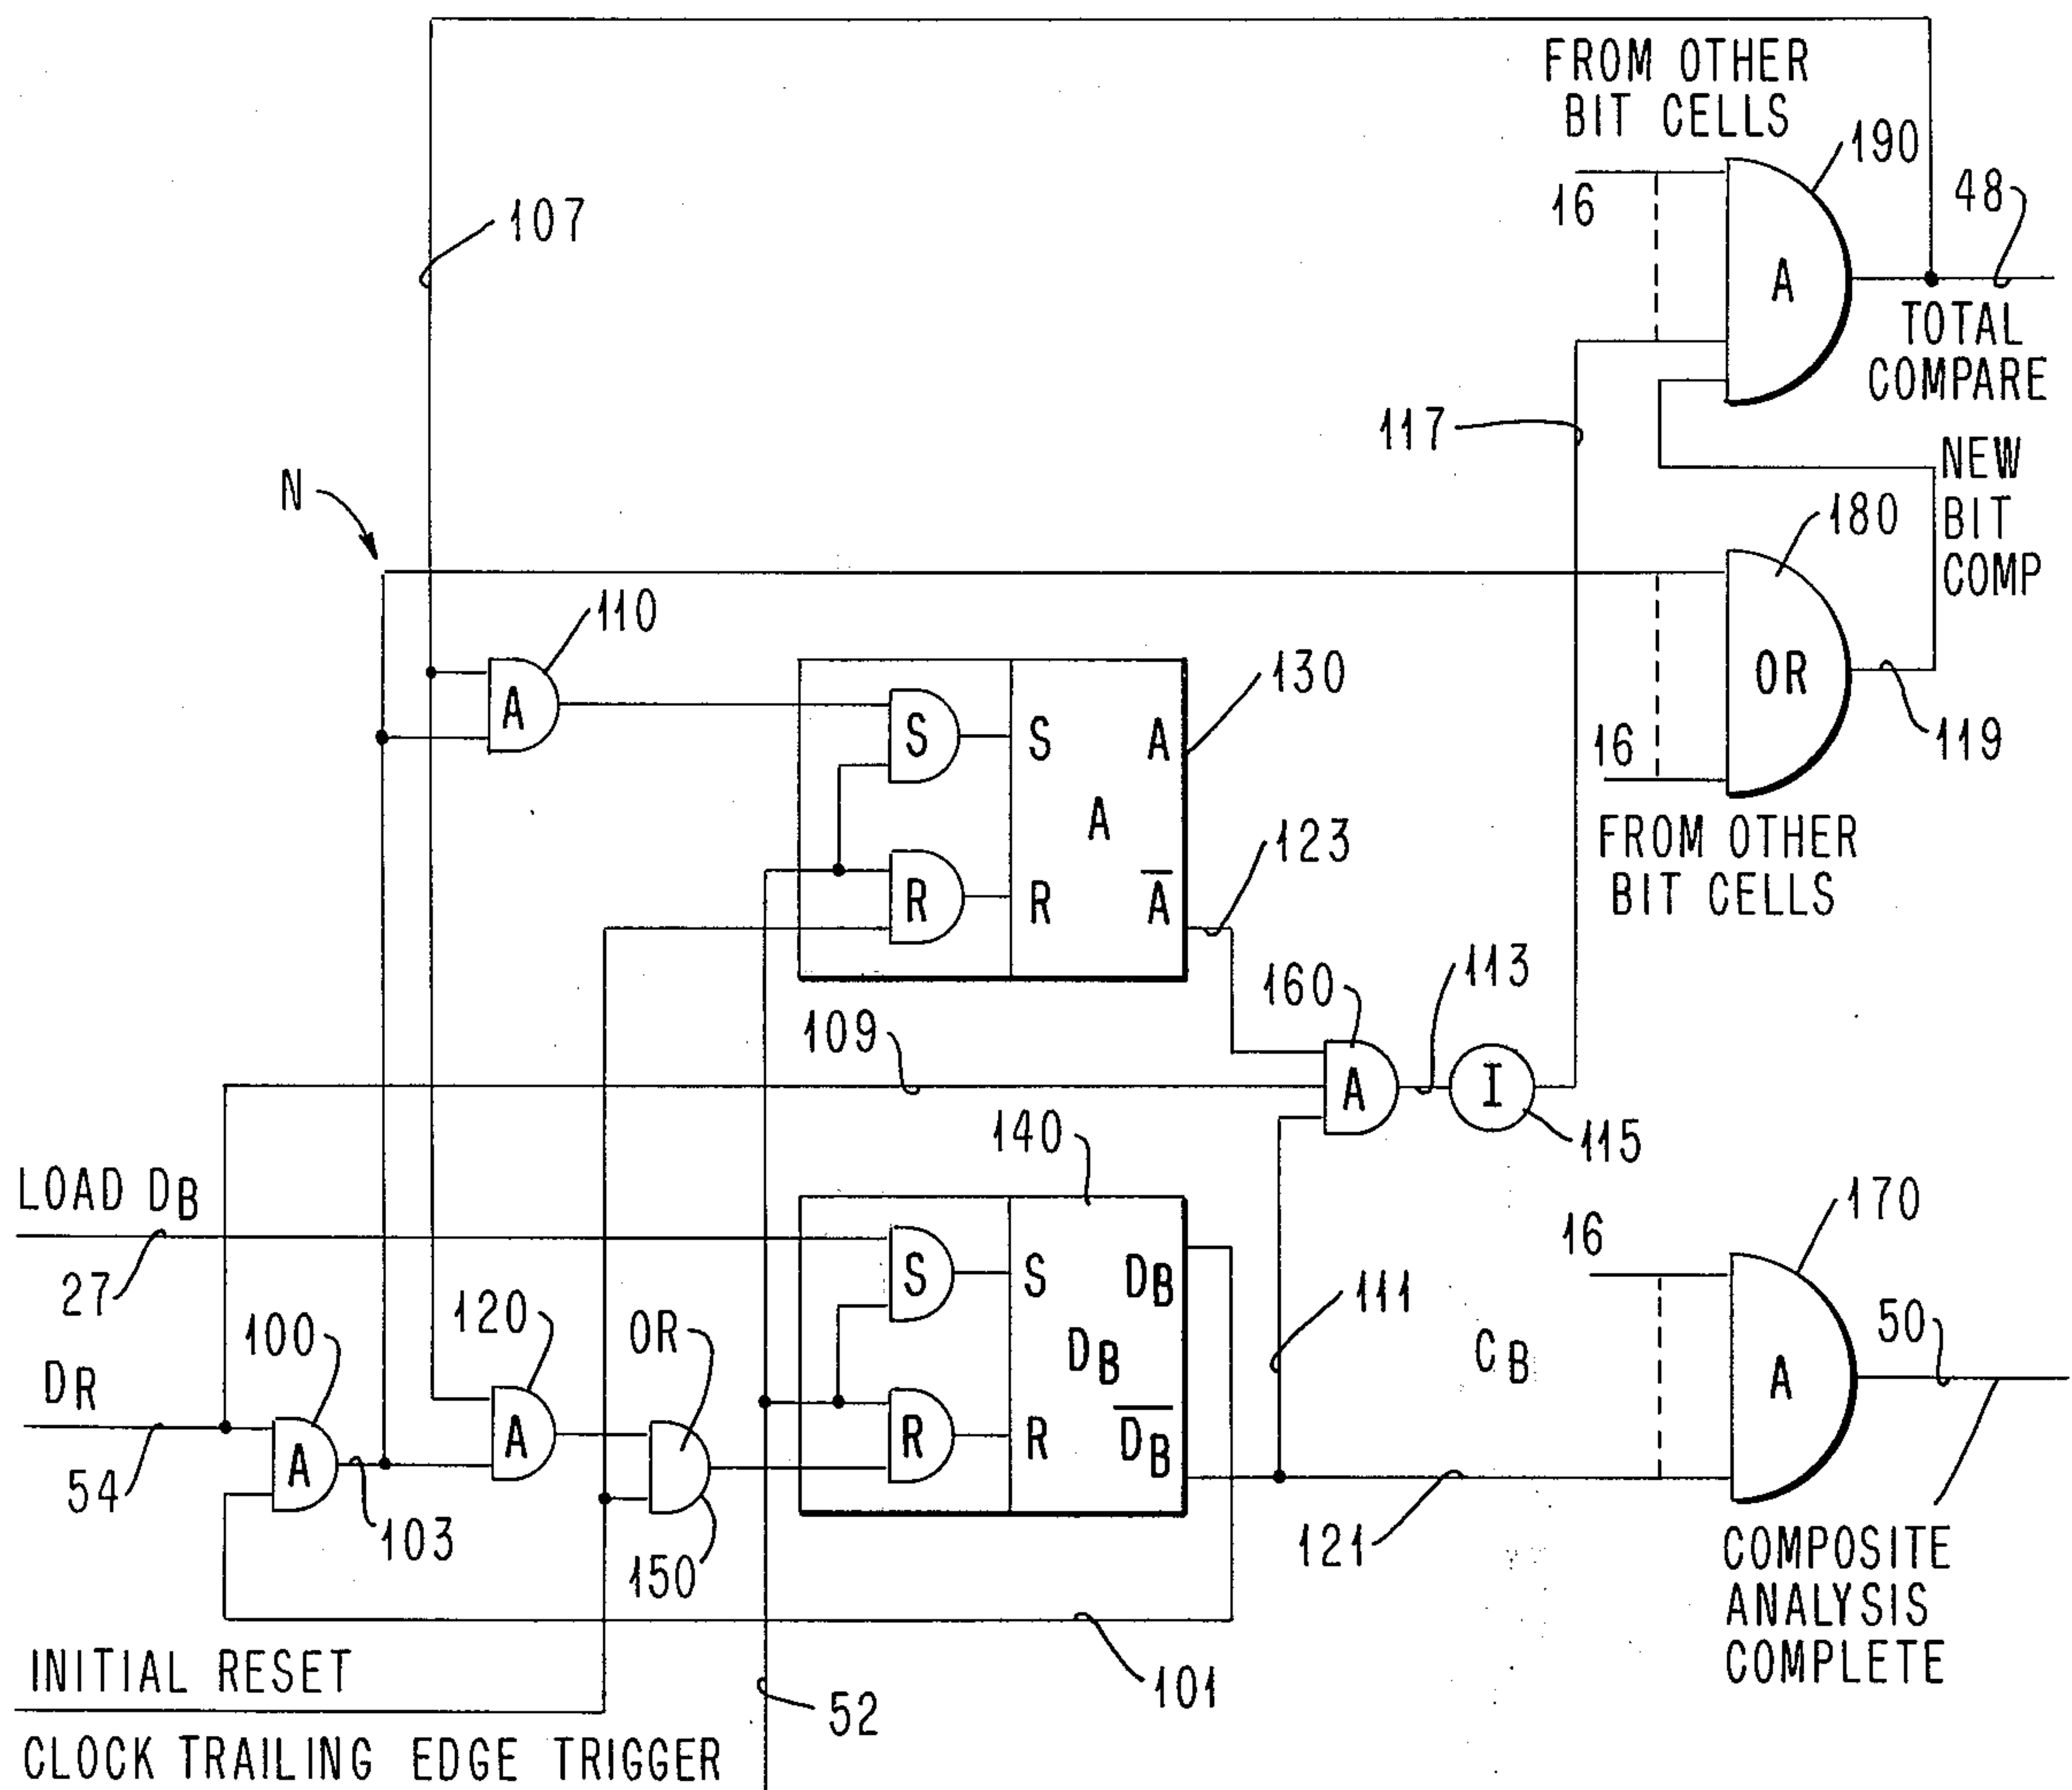 FROM OTHER
BIT CELLS
190
16
48
107
A
TOTAL
COMPARE
117
NEW
BIT
COMP
N
180
110
OR
130
A
S
S
A
16
119
A
FROM OTHER
BIT CELLS
123
R
R
A̅
160
113
109
A
I
115
140
LOAD DB
27
S
S
DB
111
170
16
DR
100
120
OR
DB
CB
50
A
54
A
A
R
R
D̅B̅
103
150
121
COMPOSITE
ANALYSIS
COMPLETE
INITIAL RESET
101
52
CLOCK TRAILING EDGE TRIGGER